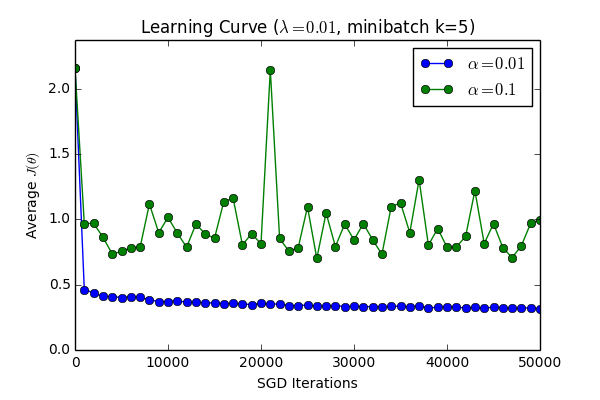 Learning Curve (λ=0.01, minibatch k=5)
α=0.01
α=0.1
Average J(θ)
2.0
1.5
1.0
0.5
0.0
0 10000 20000 30000 40000 50000
SGD Iterations